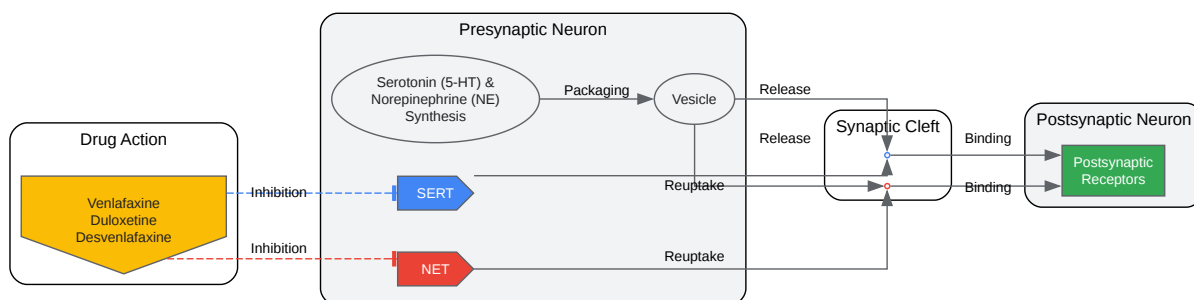 Presynaptic Neuron
Serotonin (5-HT) &
Norepinephrine (NE)
Synthesis
Packaging
Vesicle
Release
Release
Synaptic Cleft
Postsynaptic Neuron
Binding
Postsynaptic
Receptors
Binding
Drug Action
Venlafaxine
Duloxetine
Desvenlafaxine
Inhibition
SERT
Reuptake
Inhibition
NET
Reuptake